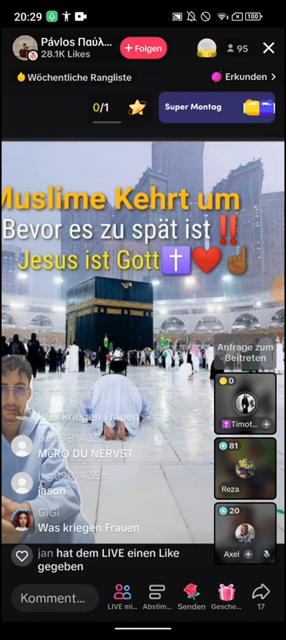 20:29
100
Pávlos Παύλ...
28.1K Likes
+ Folgen
95
Wöchentliche Rangliste
Erkunden >
0/1
Super Montag
Muslime Kehrt um
Bevor es zu spät ist‼️
Jesus ist Gott✝️❤️☝🏾
Anfrage zum
Beitreten
0
✝️Timot...
kriegen Frauen
MeRO DU NERVST
81
Reza
jason
GiGi
Was kriegen Frauen
20
Axel
jan hat dem LIVE einen Like
gegeben
Komment...
LIVE mi...
Abstim...
Senden
Gesche...
17